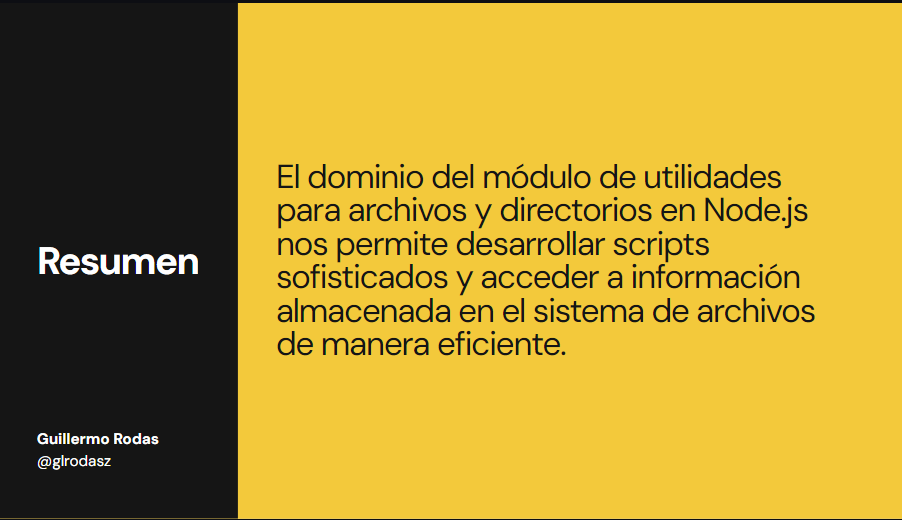 Resumen
Guillermo Rodas
@glrodasz
El dominio del módulo de utilidades
para archivos y directorios en Node.js
nos permite desarrollar scripts
sofisticados y acceder a información
almacenada en el sistema de archivos
de manera eficiente.